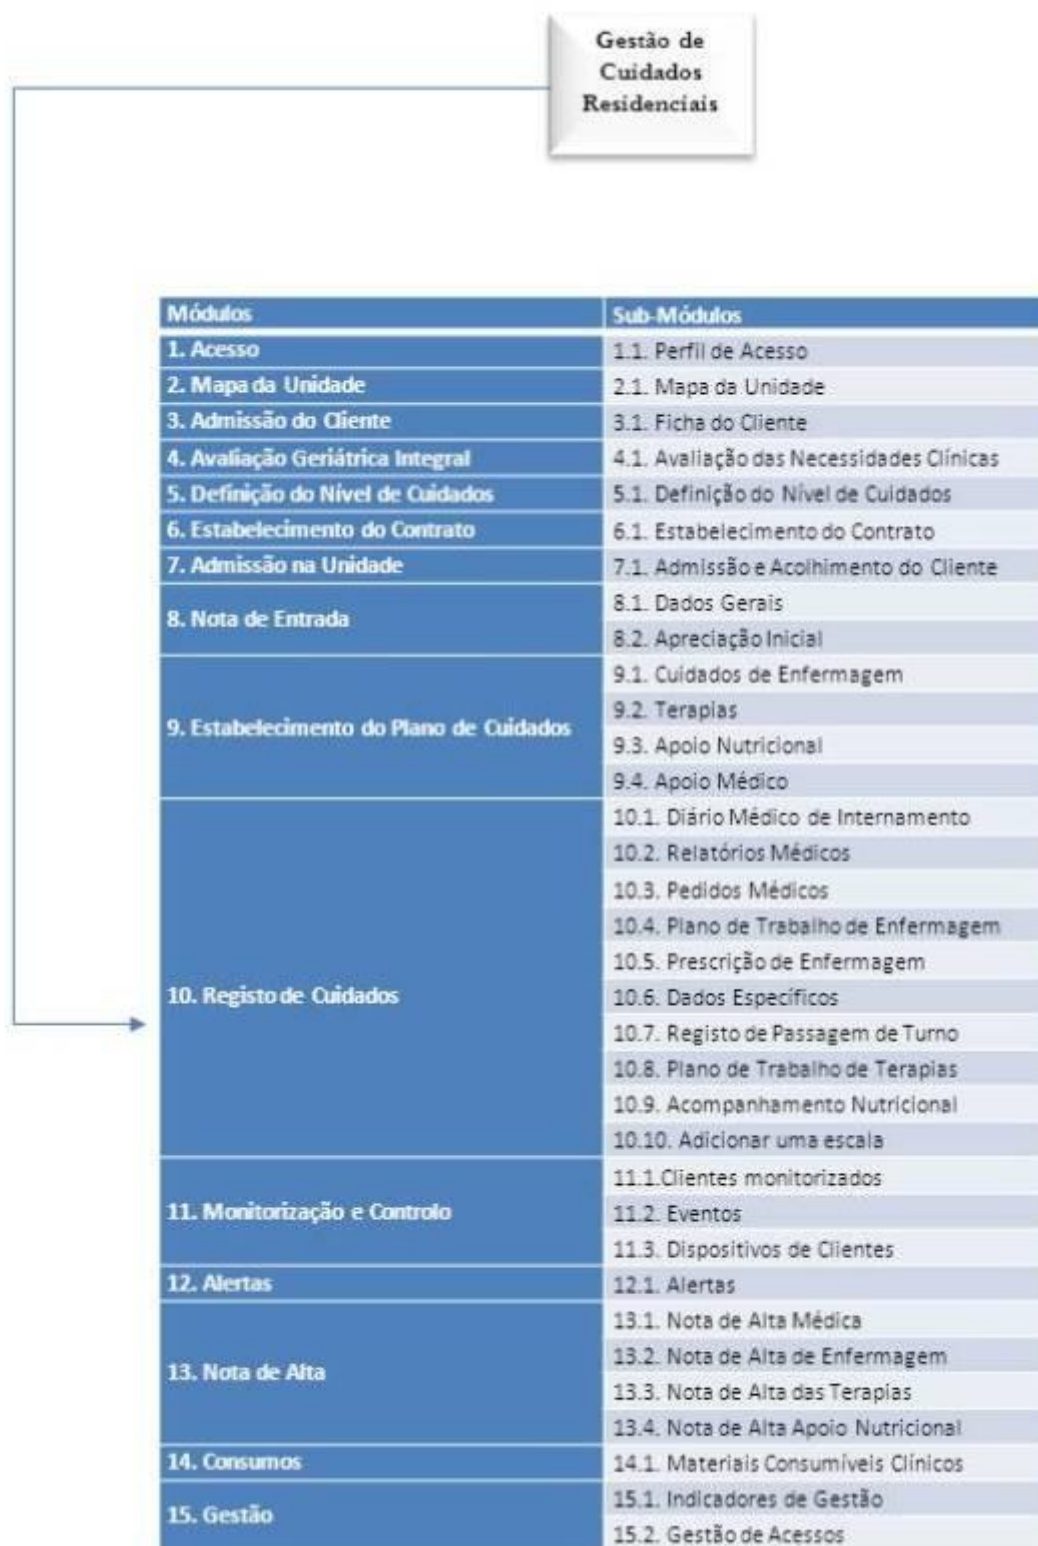 Gestão de
Cuidados
Residenciais
Módulos Sub-Módulos
1. Acesso 1.1. Perfil de Acesso
2. Mapa da Unidade 2.1. Mapa da Unidade
3. Admissão do Cliente 3.1. Ficha do Cliente
4. Avaliação Geriátrica Integral 4.1. Avaliação das Necessidades Clínicas
5. Definição do Nível de Cuidados 5.1. Definição do Nível de Cuidados
6. Estabelecimento do Contrato 6.1. Estabelecimento do Contrato
7. Admissão na Unidade 7.1. Admissão e Acolhimento do Cliente
8. Nota de Entrada
8.1. Dados Gerais
8.2. Apreciação Inicial
9. Estabelecimento do Plano de Cuidados
9.1. Cuidados de Enfermagem
9.2. Terapias
9.3. Apoio Nutricional
9.4. Apoio Médico
10. Registo de Cuidados
10.1. Diário Médico de Internamento
10.2. Relatórios Médicos
10.3. Pedidos Médicos
10.4. Plano de Trabalho de Enfermagem
10.5. Prescrição de Enfermagem
10.6. Dados Específicos
10.7. Registo de Passagem de Turno
10.8. Plano de Trabalho de Terapias
10.9. Acompanhamento Nutricional
10.10. Adicionar uma escala
11. Monitorização e Controlo
11.1.Clientes monitorizados
11.2. Eventos
11.3. Dispositivos de Clientes
12. Alertas 12.1. Alertas
13. Nota de Alta
13.1. Nota de Alta Médica
13.2. Nota de Alta de Enfermagem
13.3. Nota de Alta das Terapias
13.4. Nota de Alta Apoio Nutricional
14. Consumos 14.1. Materiais Consumíveis Clínicos
15. Gestão
15.1. Indicadores de Gestão
15.2. Gestão de Acessos